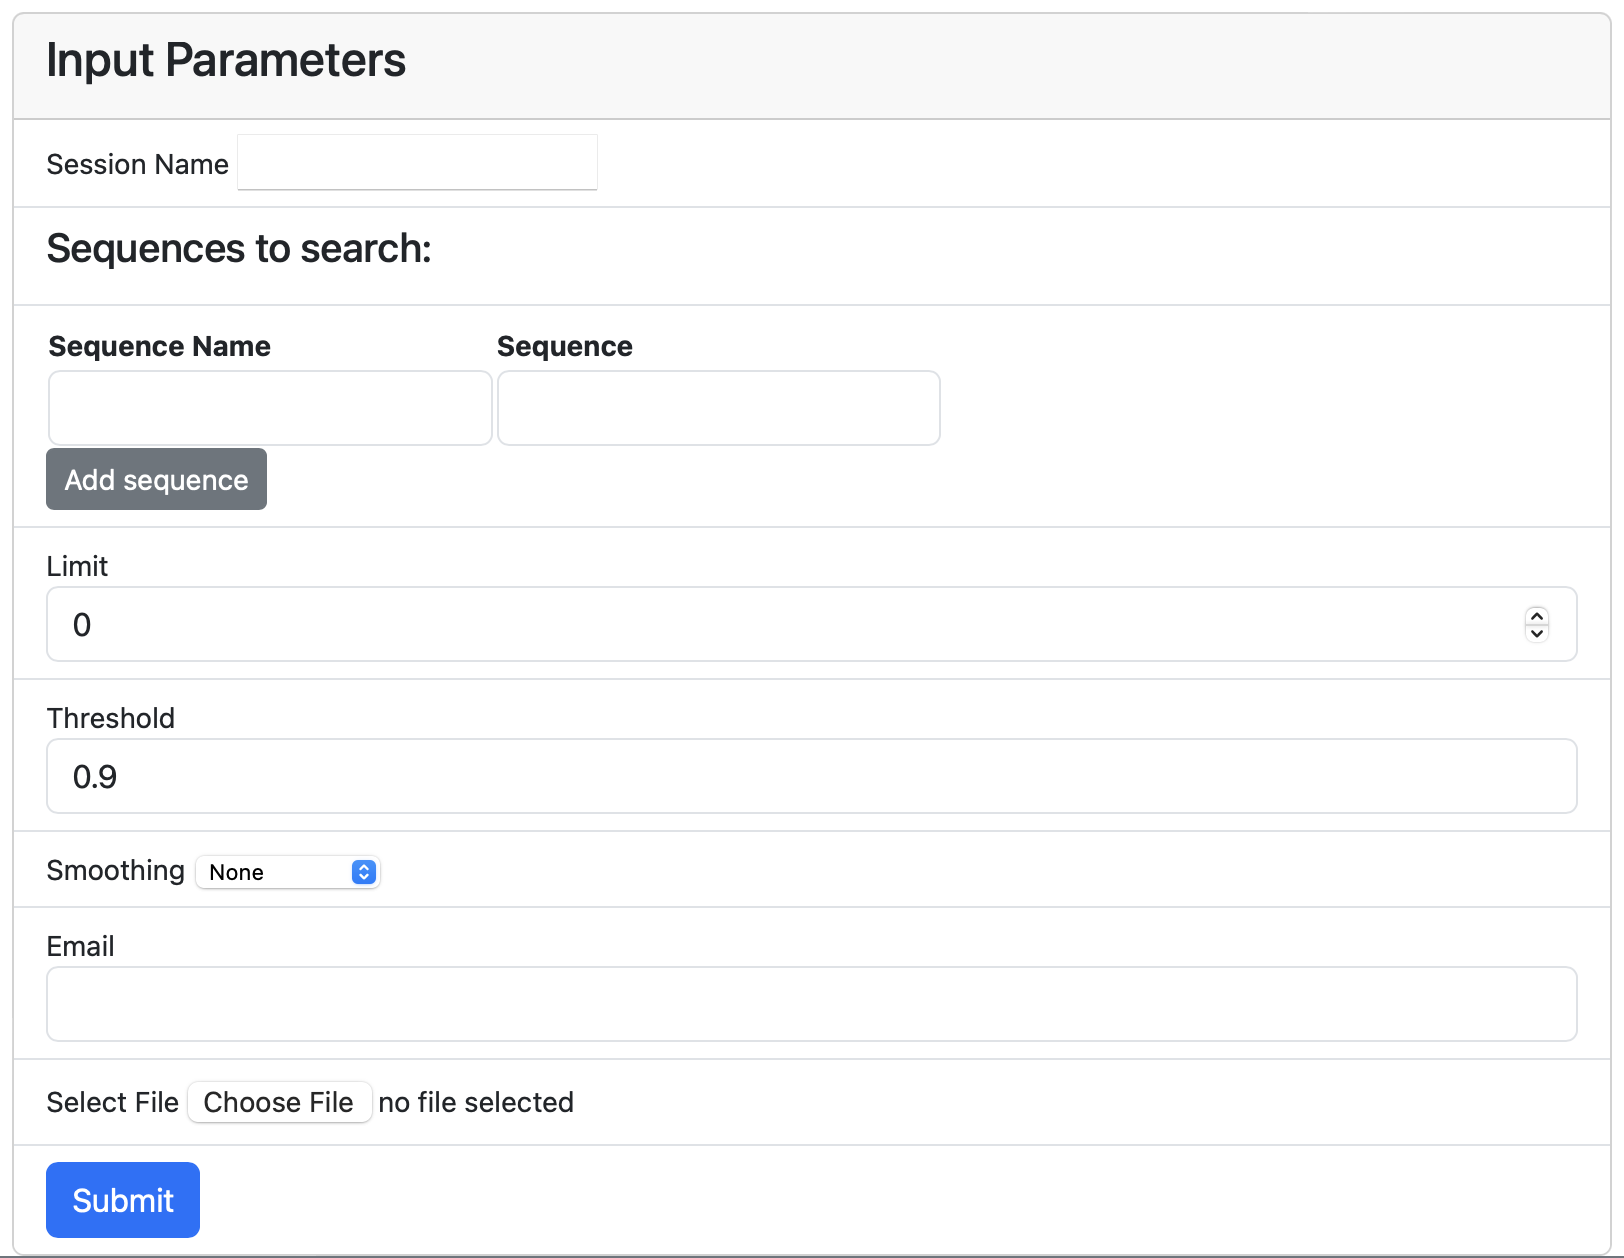 Input Parameters
Session Name
Sequences to search:
Sequence Name Sequence
Add sequence
Limit
0
Threshold
0.9
Smoothing None
Email
Select File Choose File no file selected
Submit